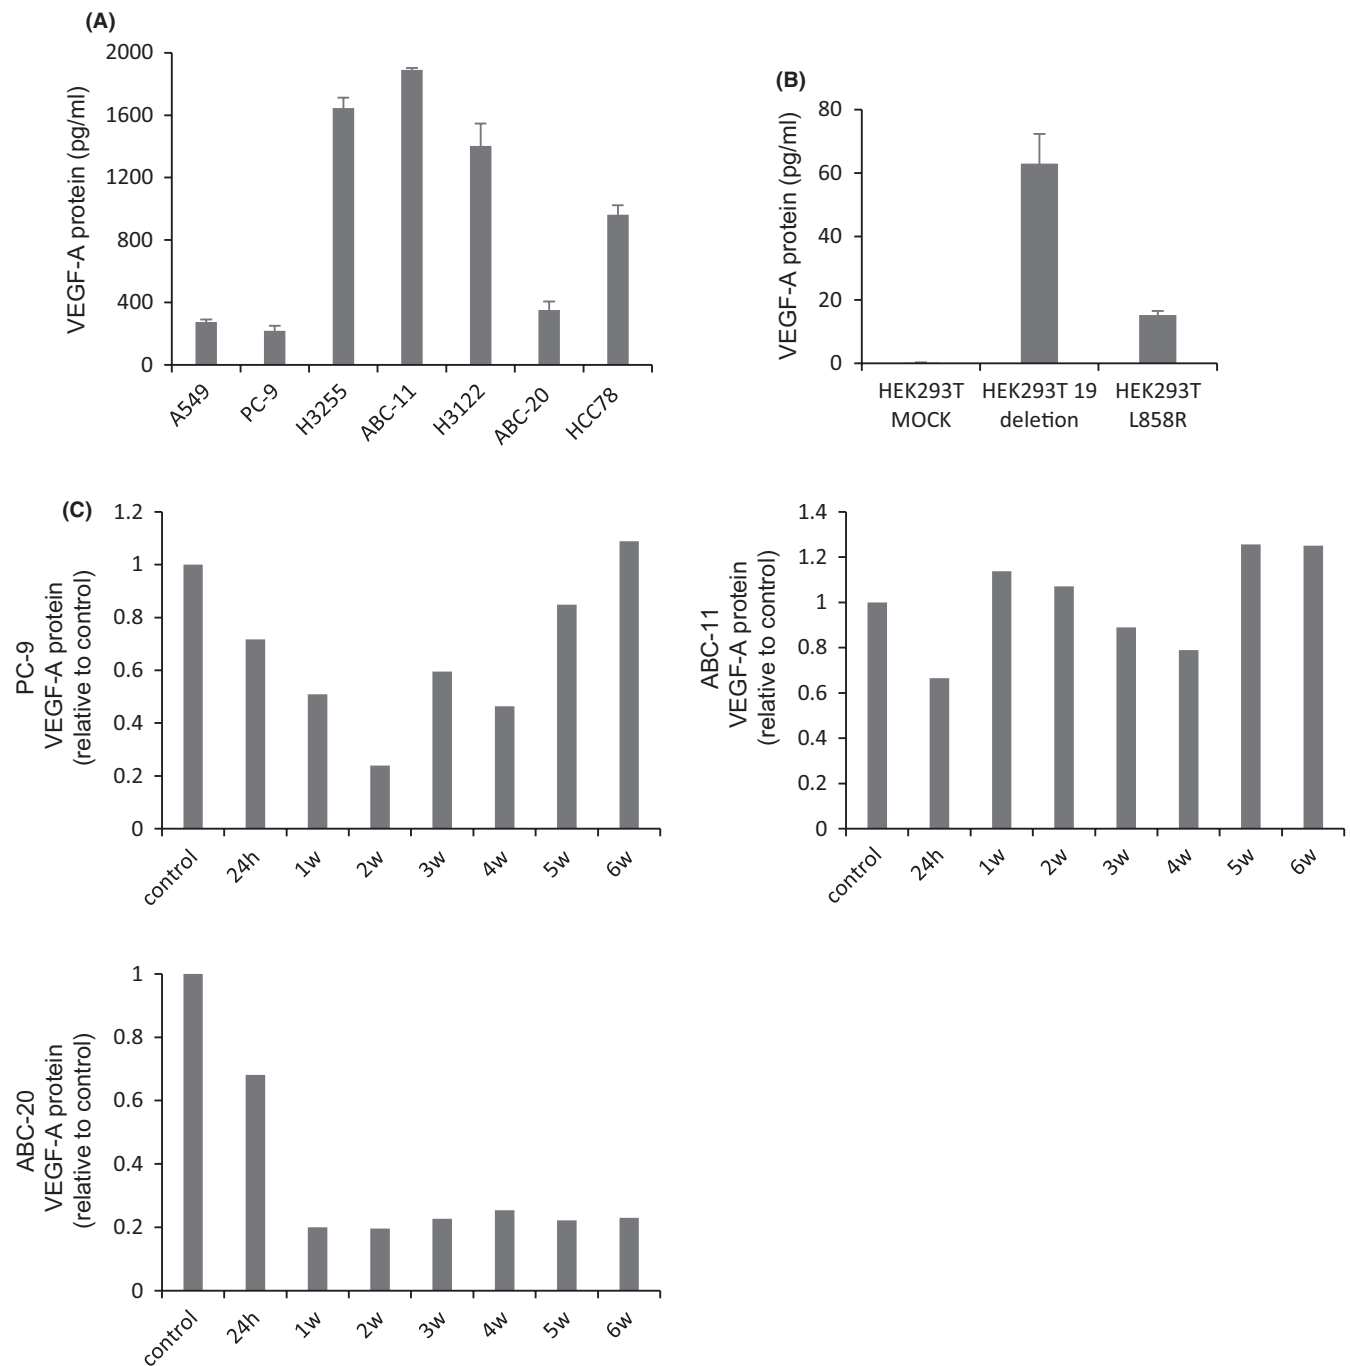 (A)
2000
1600
1200
800
400
0
VEGF-A protein (pg/ml)
A549
PC-9
H3255
ABC-11
H3122
ABC-20
HCC78
(B)
80
60
40
20
0
VEGF-A protein (pg/ml)
HEK293T
MOCK
HEK293T 19
deletion
HEK293T
L858R
(C)
1.2
1
0.8
0.6
0.4
0.2
0
PC-9
VEGF-A protein
(relative to control)
control
24h
1w
2w
3w
4w
5w
6w
1.4
1.2
1
0.8
0.6
0.4
0.2
0
ABC-11
VEGF-A protein
(relative to control)
control
24h
1w
2w
3w
4w
5w
6w
1
0.8
0.6
0.4
0.2
0
ABC-20
VEGF-A protein
(relative to control)
control
24h
1w
2w
3w
4w
5w
6w